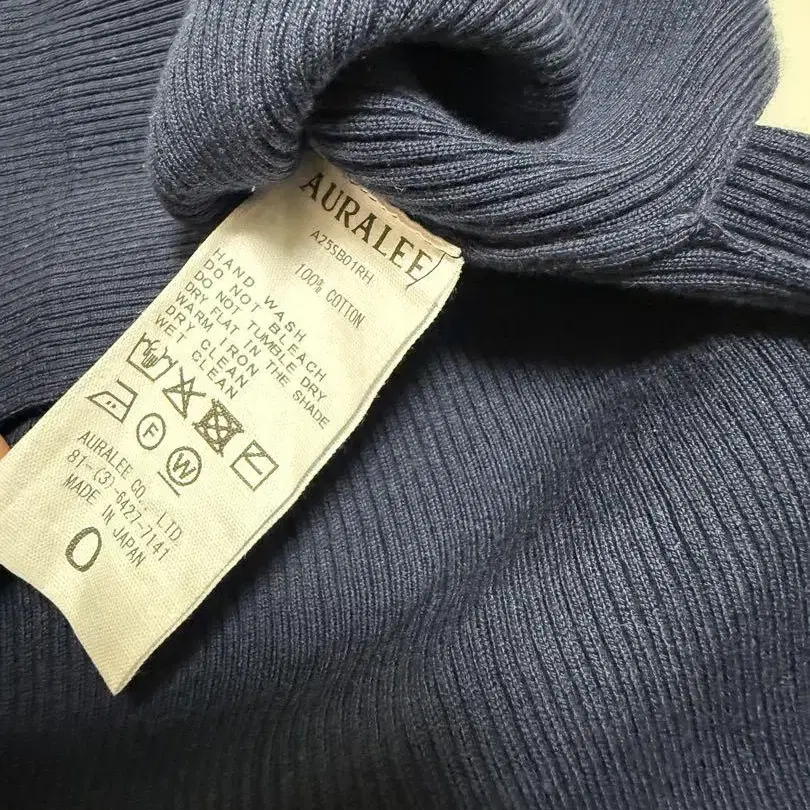 AURALEE
A25SB01RH
100% COTTON
HAND WASH
DO NOT BLEACH
DO NOT TUMBLE DRY
DRY FLAT IN THE SHADE
WARM IRON
DRY CLEAN
WET CLEAN
F
W
AURALEE CO., LTD
81-(3)-6427-7141
MADE IN JAPAN
0